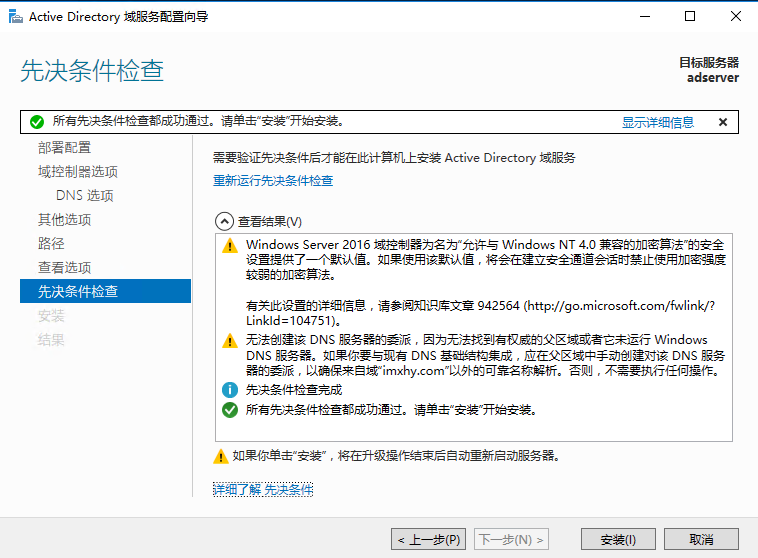 Active Directory 域服务配置向导
先决条件检查
目标服务器
adserver
所有先决条件检查都成功通过。请单击"安装"开始安装。
显示详细信息
部署配置
域控制器选项
DNS 选项
其他选项
路径
查看选项
先决条件检查
安装
结果
需要验证先决条件后才能在此计算机上安装 Active Directory 域服务
重新运行先决条件检查
查看结果(V)
Windows Server 2016 域控制器为名为"允许与 Windows NT 4.0 兼容的加密算法"的安全
设置提供了一个默认值。如果使用该默认值，将会在建立安全通道会话时禁止使用加密强度
较弱的加密算法。
有关此设置的详细信息，请参阅知识库文章 942564 (http://go.microsoft.com/fwlink/?
LinkId=104751)。
无法创建该 DNS 服务器的委派，因为无法找到有权威的父区域或者它未运行 Windows
DNS 服务器。如果你要与现有 DNS 基础结构集成，应在父区域中手动创建对该 DNS 服务
器的委派，以确保来自域"imxhy.com"以外的可靠名称解析。否则，不需要执行任何操作。
先决条件检查完成
所有先决条件检查都成功通过。请单击"安装"开始安装。
如果你单击"安装"，将在升级操作结束后自动重新启动服务器。
详细了解 先决条件
< 上一步(P)
下一步(N) >
安装(I)
取消